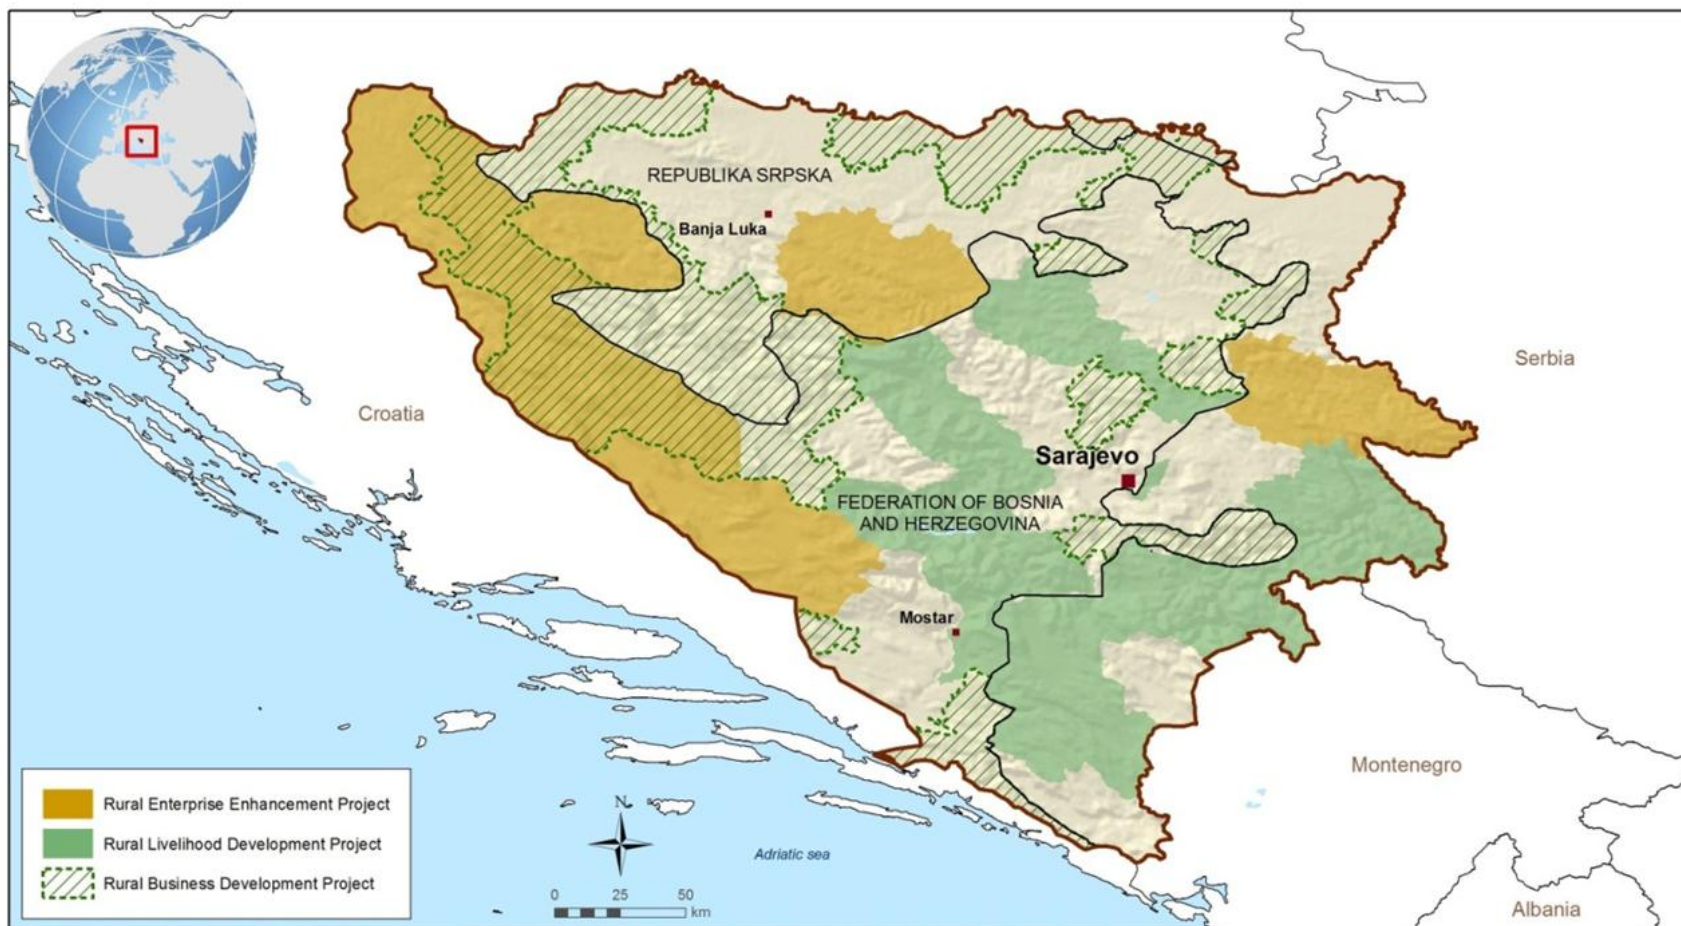 REPUBLIKA SRPSKA
Banja Luka
Serbia
Croatia
Sarajevo
FEDERATION OF BOSNIA
AND HERZEGOVINA
Mostar
Montenegro
Rural Enterprise Enhancement Project
Rural Livelihood Development Project
Rural Business Development Project
N
Adriatic sea
0 25 50
km
Albania